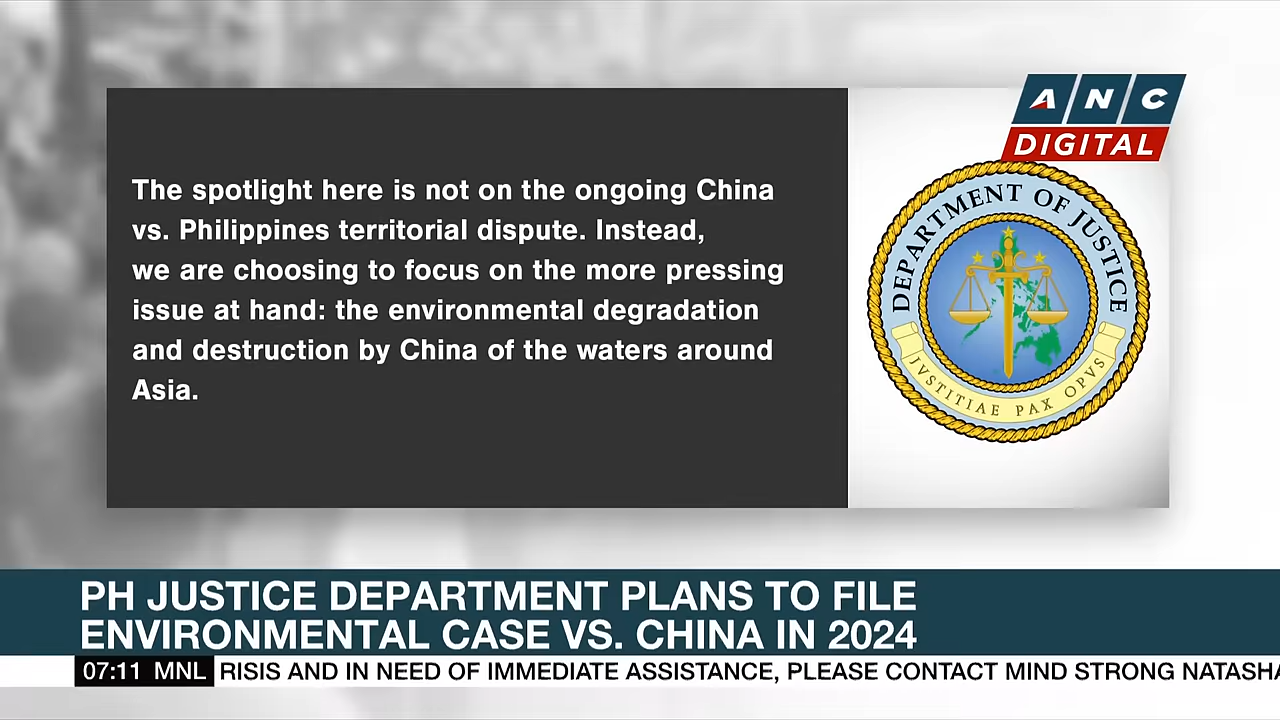 ANC
DIGITAL
The spotlight here is not on the ongoing China
vs. Philippines territorial dispute. Instead,
we are choosing to focus on the more pressing
issue at hand: the environmental degradation
and destruction by China of the waters around
Asia.
DEPARTMENT OF JUSTICE
IVSTITIAE PAX OPVS
PH JUSTICE DEPARTMENT PLANS TO FILE
ENVIRONMENTAL CASE VS. CHINA IN 2024
07:11 MNL RISIS AND IN NEED OF IMMEDIATE ASSISTANCE, PLEASE CONTACT MIND STRONG NATASHA